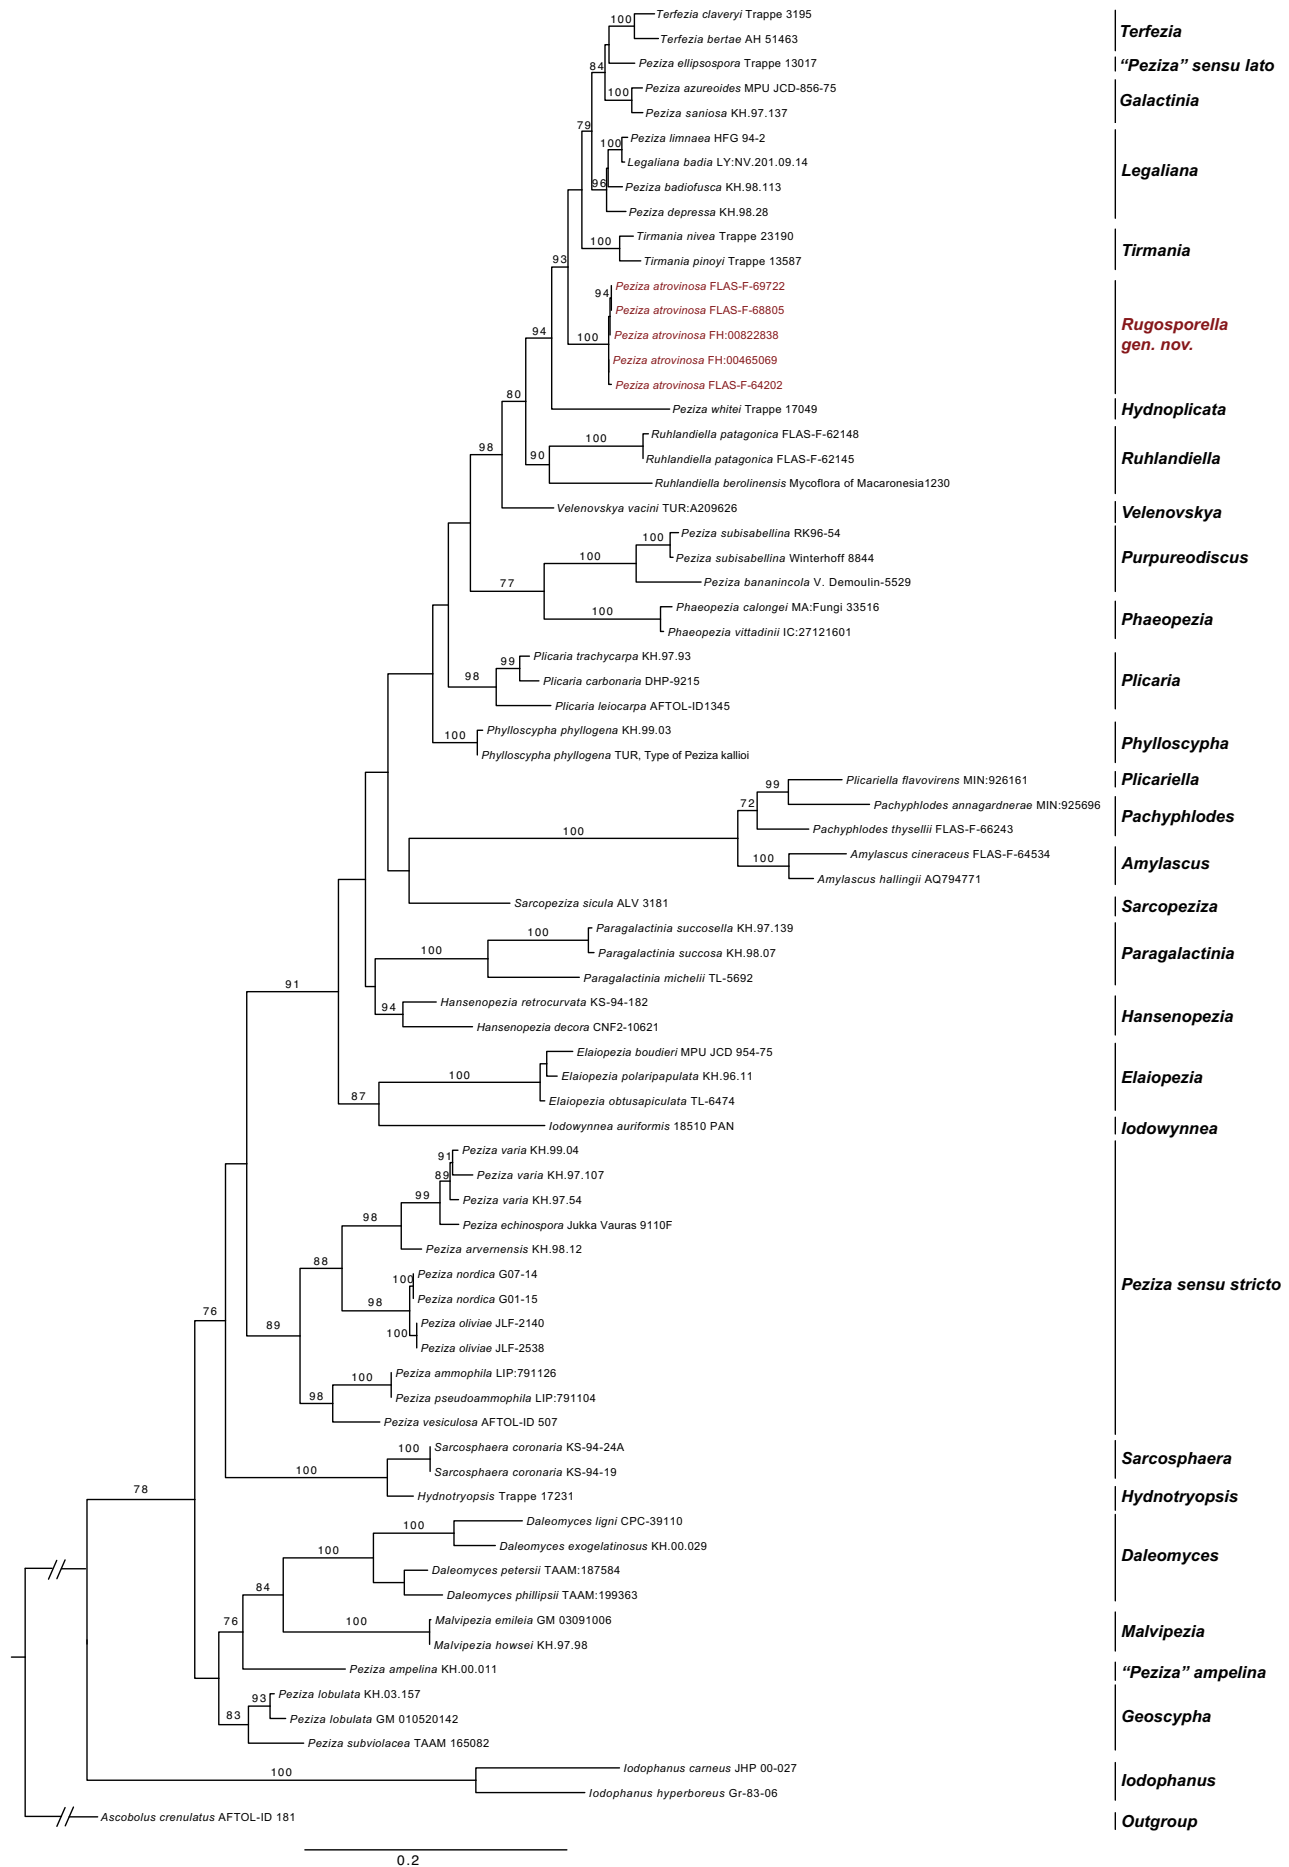 100
Terfezia claveryi Trappe 3195
Terfezia bertae AH 51463
Terfezia
84
Peziza ellipsospora Trappe 13017
“Peziza” sensu lato
100
Peziza azureoides MPU JCD-856-75
Peziza saniosa KH.97.137
Galactinia
79
100
Peziza limnaea HFG 94-2
Legaliana badia LY:NV.201.09.14
96
Peziza badiofusca KH.98.113
Peziza depressa KH.98.28
Legaliana
100
Tirmania nivea Trappe 23190
Tirmania pinoyi Trappe 13587
Tirmania
93
94
Peziza atrovinosa FLAS-F-69722
Peziza atrovinosa FLAS-F-68805
100
Peziza atrovinosa FH:00822838
Peziza atrovinosa FH:00465069
Peziza atrovinosa FLAS-F-64202
Rugosporella
gen. nov.
94
Peziza whitei Trappe 17049
Hydnoplicata
80
100
Ruhlandiella patagonica FLAS-F-62148
Ruhlandiella patagonica FLAS-F-62145
90
Ruhlandiella berolinensis Mycoflora of Macaronesia1230
Ruhlandiella
98
Velenovskya vacini TUR:A209626
Velenovskya
100
Peziza subisabellina RK96-54
Peziza subisabellina Winterhoff 8844
100
Peziza bananincola V. Demoulin-5529
Purpureodiscus
77
100
Phaeopezia calongei MA:Fungi 33516
Phaeopezia vittadinii IC:27121601
Phaeopezia
99
Plicaria trachycarpa KH.97.93
Plicaria carbonaria DHP-9215
98
Plicaria leiocarpa AFTOL-ID1345
Plicaria
100
Phylloscypha phyllogena KH.99.03
Phylloscypha phyllogena TUR, Type of Peziza kallioi
Phylloscypha
99
Plicariella flavovirens MIN:926161
Plicariella
72
Pachyphlodes annagardnerae MIN:925696
Pachyphlodes thysellii FLAS-F-66243
Pachyphlodes
100
100
Amylascus cineraceus FLAS-F-64534
Amylascus hallingii AQ794771
Amylascus
Sarcopeziza sicula ALV 3181
Sarcopeziza
100
Paragalactinia succosella KH.97.139
Paragalactinia succosa KH.98.07
100
Paragalactinia michelii TL-5692
Paragalactinia
91
94
Hansenopezia retrocurvata KS-94-182
Hansenopezia decora CNF2-10621
Hansenopezia
Elaiopezia boudieri MPU JCD 954-75
100
Elaiopezia polaripapulata KH.96.11
Elaiopezia obtusapiculata TL-6474
Elaiopezia
87
Iodowynnea auriformis 18510 PAN
Iodowynnea
91
Peziza varia KH.99.04
89
Peziza varia KH.97.107
99
Peziza varia KH.97.54
98
Peziza echinospora Jukka Vauras 9110F
Peziza arvernensis KH.98.12
88
100
Peziza nordica G07-14
Peziza nordica G01-15
98
Peziza oliviae JLF-2140
100
Peziza oliviae JLF-2538
89
100
Peziza ammophila LIP:791126
98
Peziza pseudoammophila LIP:791104
Peziza vesiculosa AFTOL-ID 507
Peziza sensu stricto
76
100
Sarcosphaera coronaria KS-94-24A
Sarcosphaera coronaria KS-94-19
Sarcosphaera
100
Hydnotryopsis Trappe 17231
Hydnotryopsis
78
100
Daleomyces ligni CPC-39110
Daleomyces exogelatinosus KH.00.029
100
Daleomyces petersii TAAM:187584
Daleomyces phillipsii TAAM:199363
Daleomyces
84
76
100
Malvipezia emileia GM 03091006
Malvipezia howsei KH.97.98
Malvipezia
Peziza ampelina KH.00.011
“Peziza” ampelina
93
Peziza lobulata KH.03.157
83
Peziza lobulata GM 010520142
Peziza subviolacea TAAM 165082
Geoscypha
100
Iodophanus carneus JHP 00-027
Iodophanus hyperboreus Gr-83-06
Iodophanus
Ascobolus crenulatus AFTOL-ID 181
Outgroup
0.2